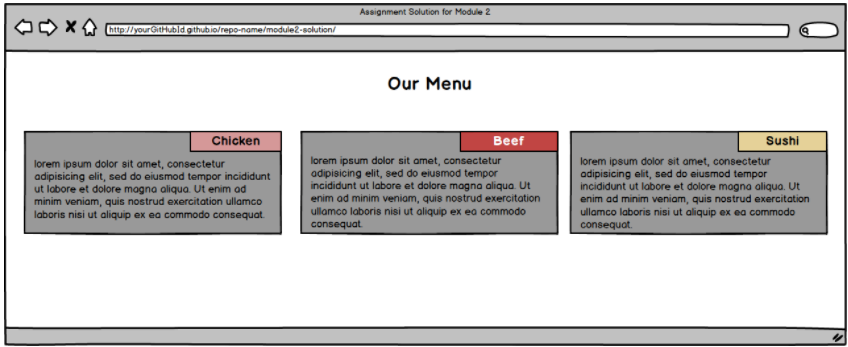 Assignment Solution for Module 2
http://yourGitHubId.github.io/repo-name/module2-solution/
Our Menu
Chicken
lorem ipsum dolor sit amet, consectetur
adipisicing elit, sed do eiusmod tempor incididunt
ut labore et dolore magna aliqua. Ut enim ad
minim veniam, quis nostrud exercitation ullamco
laboris nisi ut aliquip ex ea commodo consequat.
Beef
lorem ipsum dolor sit amet, consectetur
adipisicing elit, sed do eiusmod tempor
incididunt ut labore et dolore magna aliqua. Ut
enim ad minim veniam, quis nostrud exercitation
ullamco laboris nisi ut aliquip ex ea commodo
consequat.
Sushi
lorem ipsum dolor sit amet, consectetur
adipisicing elit, sed do eiusmod tempor
incididunt ut labore et dolore magna aliqua. Ut
enim ad minim veniam, quis nostrud exercitation
ullamco laboris nisi ut aliquip ex ea commodo
consequat.